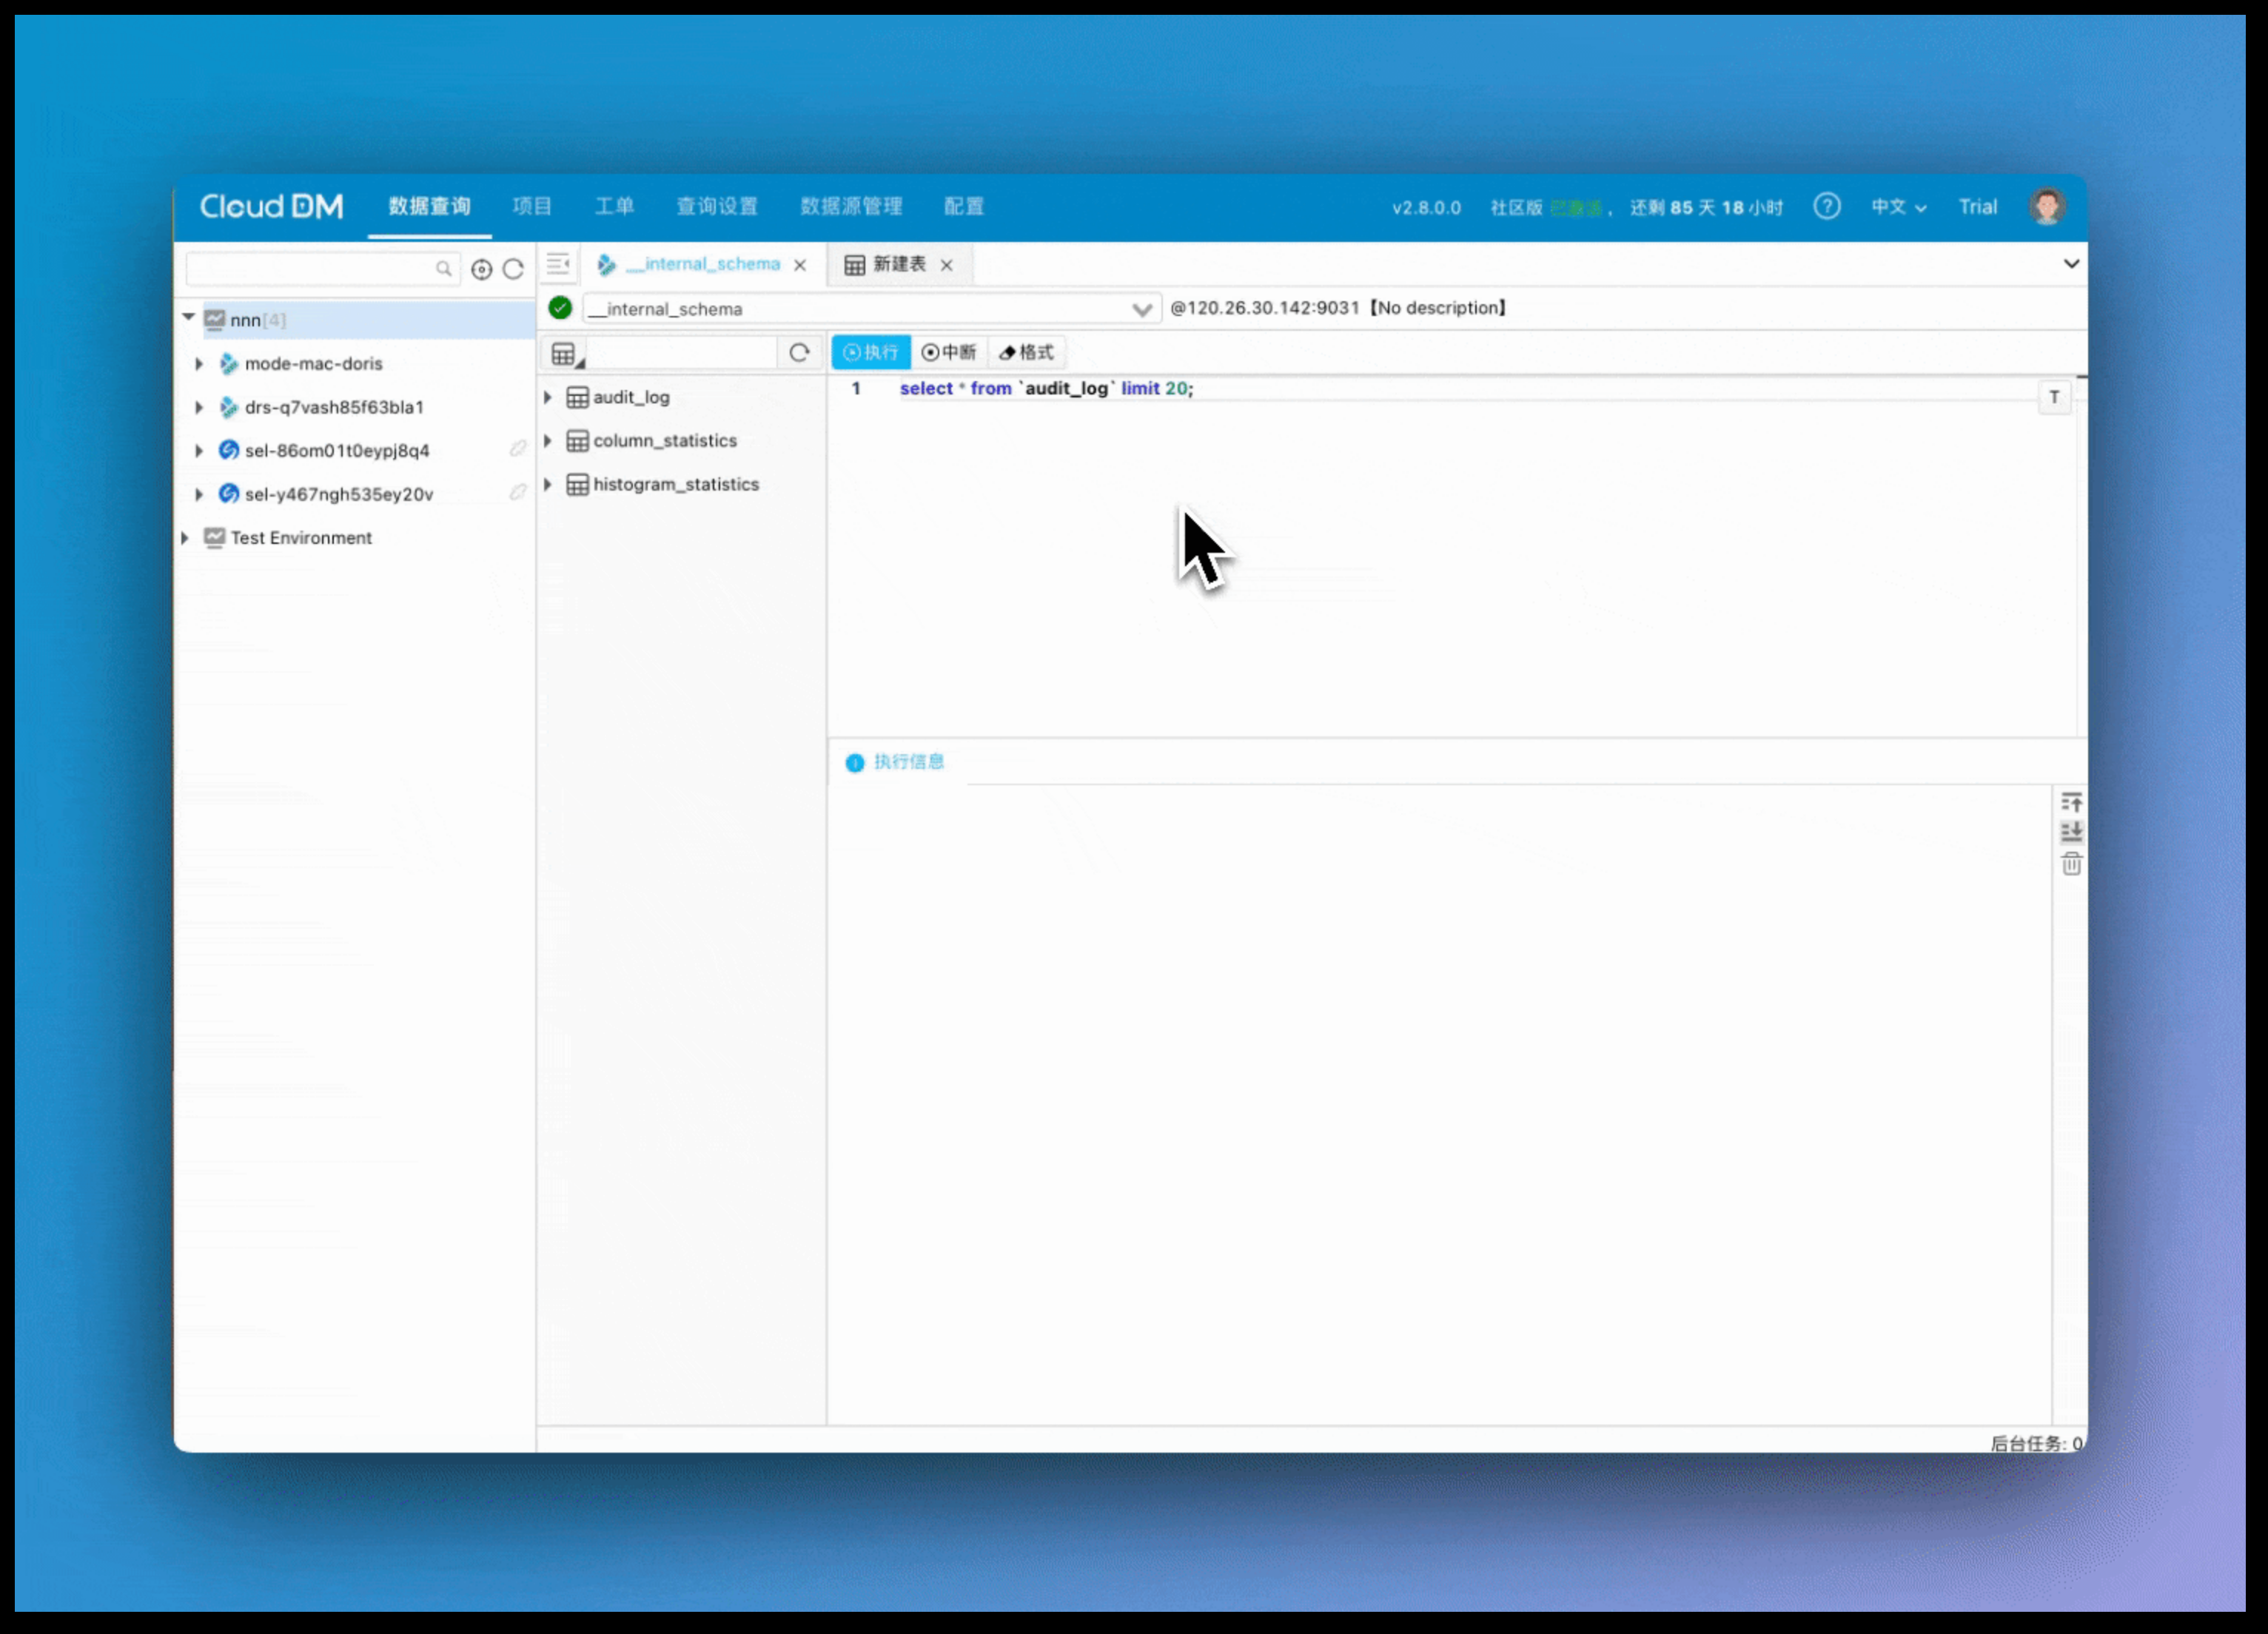 Cloud DM 数据查询 项目 工单 查询设置 数据源管理 配置 v2.8.0.0 社区版 已激活， 还剩 85 天 18 小时 ? 中文 Trial
__internal_schema 新建表
nnn[4]
mode-mac-doris
drs-q7vash85f63bla1
sel-86om01t0eypj8q4
sel-y467ngh535ey20v
Test Environment
__internal_schema @120.26.30.142:9031【No description】
audit_log
column_statistics
histogram_statistics
执行 中断 格式
1 select * from `audit_log` limit 20;
T
执行信息
后台任务: 0